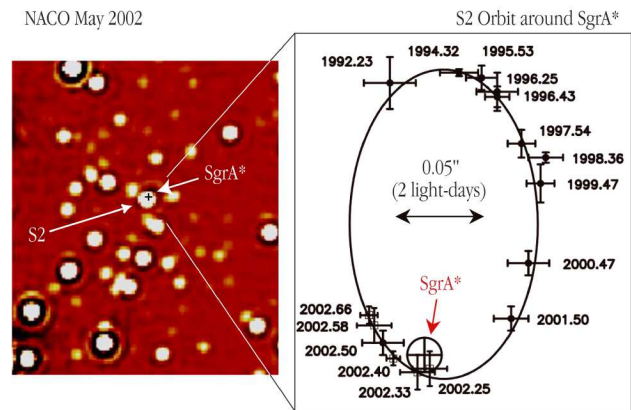 NACO May 2002
S2 Orbit around SgrA*
SgrA*
S2
1992.23
1994.32
1995.53
1996.25
1996.43
1997.54
1998.36
1999.47
0.05"
(2 light-days)
2000.47
SgrA*
2001.50
2002.66
2002.58
2002.50
2002.40
2002.33
2002.25